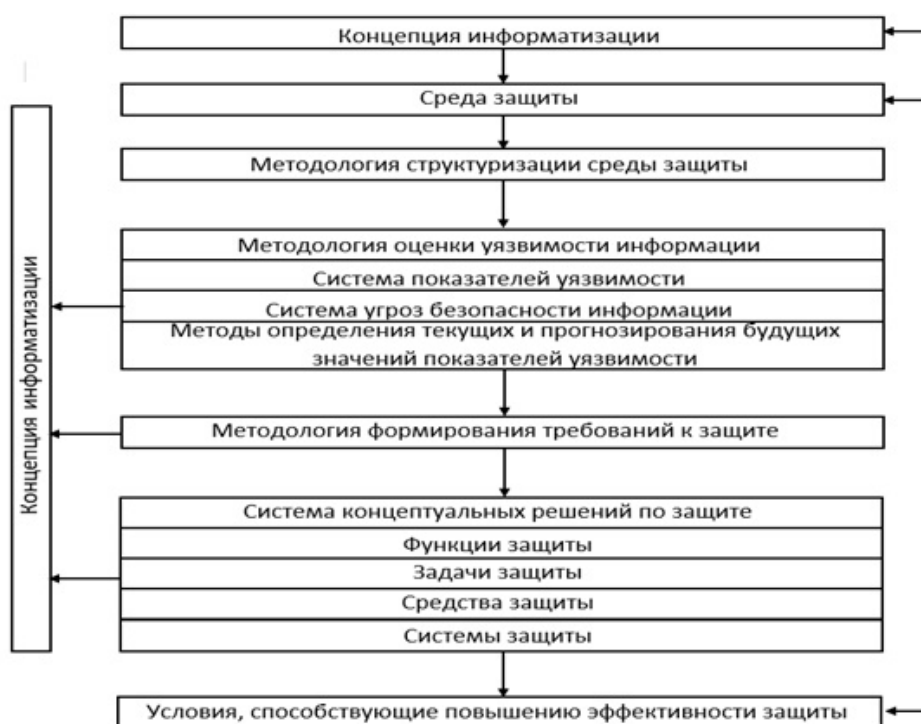 Концепция информатизации
Среда защиты
Методология структуризации среды защиты
Методология оценки уязвимости информации
Система показателей уязвимости
Система угроз безопасности информации
Методы определения текущих и прогнозирования будущих
значений показателей уязвимости
Методология формирования требований к защите
Система концептуальных решений по защите
Функции защиты
Задачи защиты
Средства защиты
Системы защиты
Условия, способствующие повышению эффективности защиты
Концепция информатизации